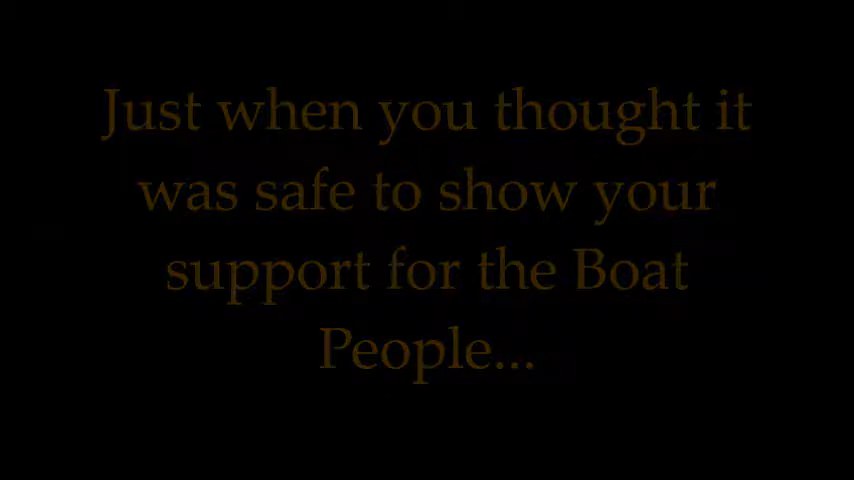 Just when you thought it
was safe to show your
support for the Boat
People...